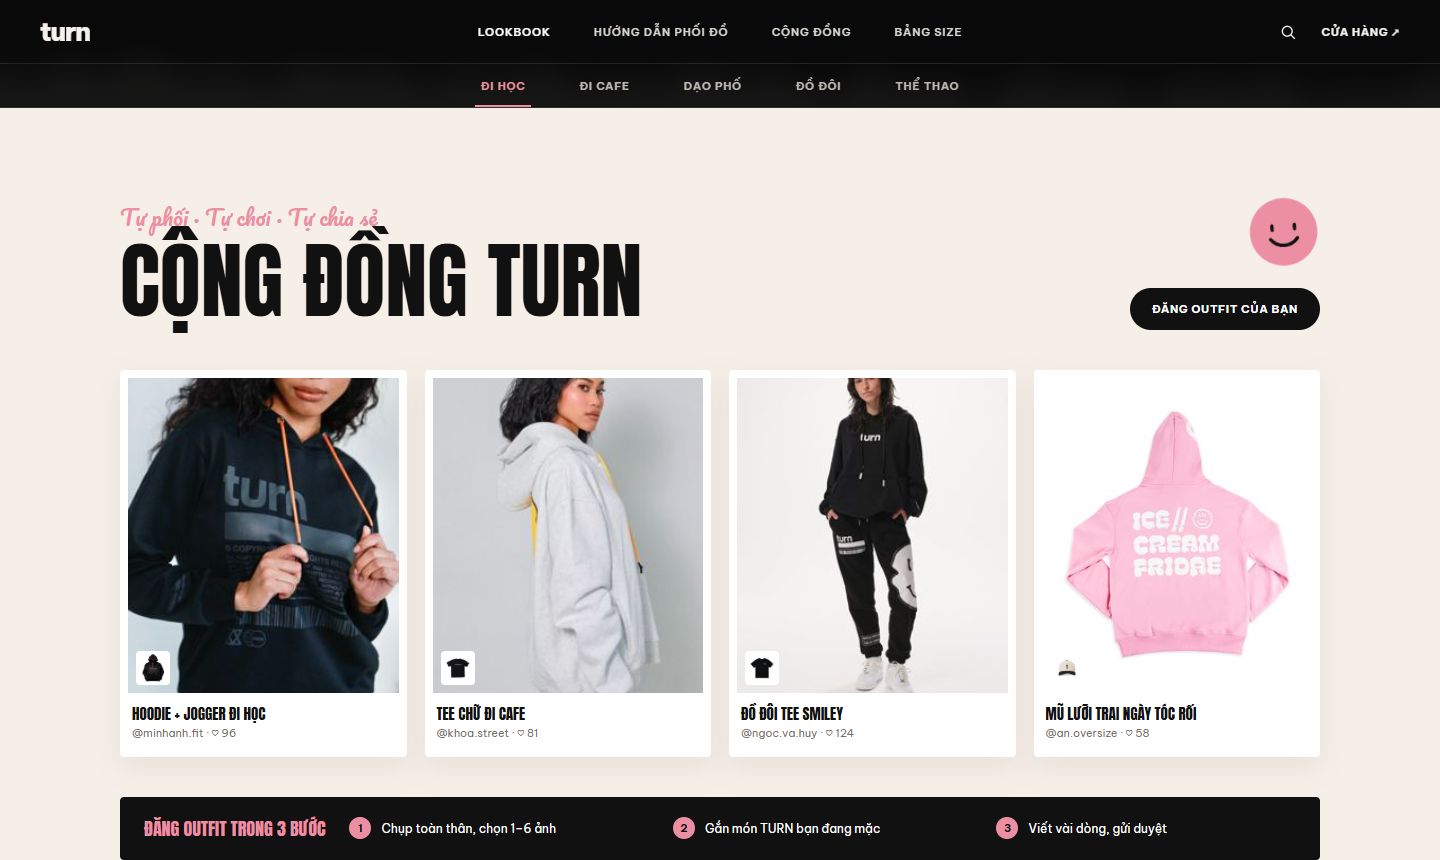 turn
LOOKBOOK
HƯỚNG DẪN PHỐI ĐỒ
CỘNG ĐỒNG
BẢNG SIZE
CỬA HÀNG ↗
ĐI HỌC
ĐI CAFE
DẠO PHỐ
ĐỒ ĐÔI
THỂ THAO
Tự phối · Tự chơi · Tự chia sẻ
CỘNG ĐỒNG TURN
ĐĂNG OUTFIT CỦA BẠN
turn
turn
turn
ICE//
CREAM
FRIDAE
HOODIE + JOGGER ĐI HỌC
@minhanh.fit · ♡ 96
TEE CHỮ ĐI CAFE
@khoa.street · ♡ 81
ĐỒ ĐÔI TEE SMILEY
@ngoc.va.huy · ♡ 124
MŨ LƯỠI TRAI NGÀY TÓC RỐI
@an.oversize · ♡ 58
ĐĂNG OUTFIT TRONG 3 BƯỚC
1 Chụp toàn thân, chọn 1–6 ảnh
2 Gắn món TURN bạn đang mặc
3 Viết vài dòng, gửi duyệt